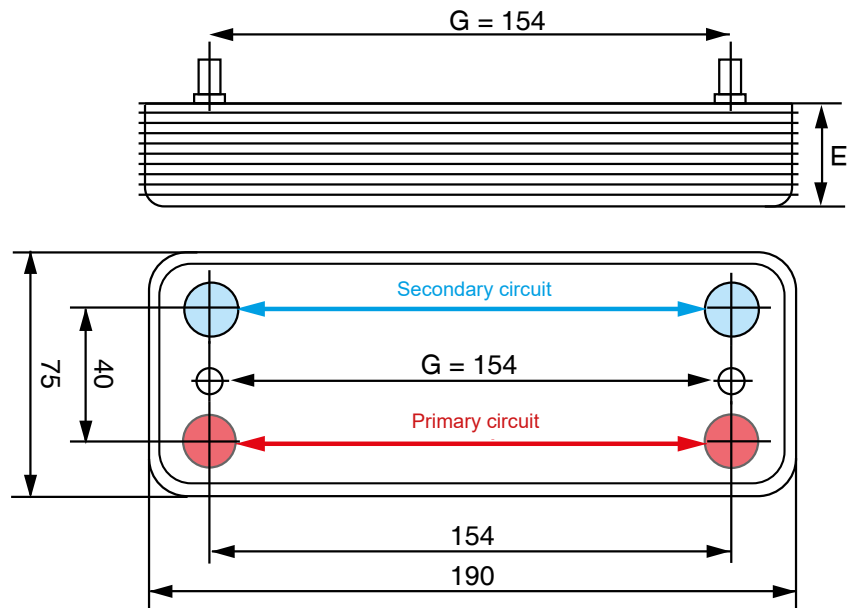 G = 154
E
Secondary circuit
75
40
G = 154
Primary circuit
154
190